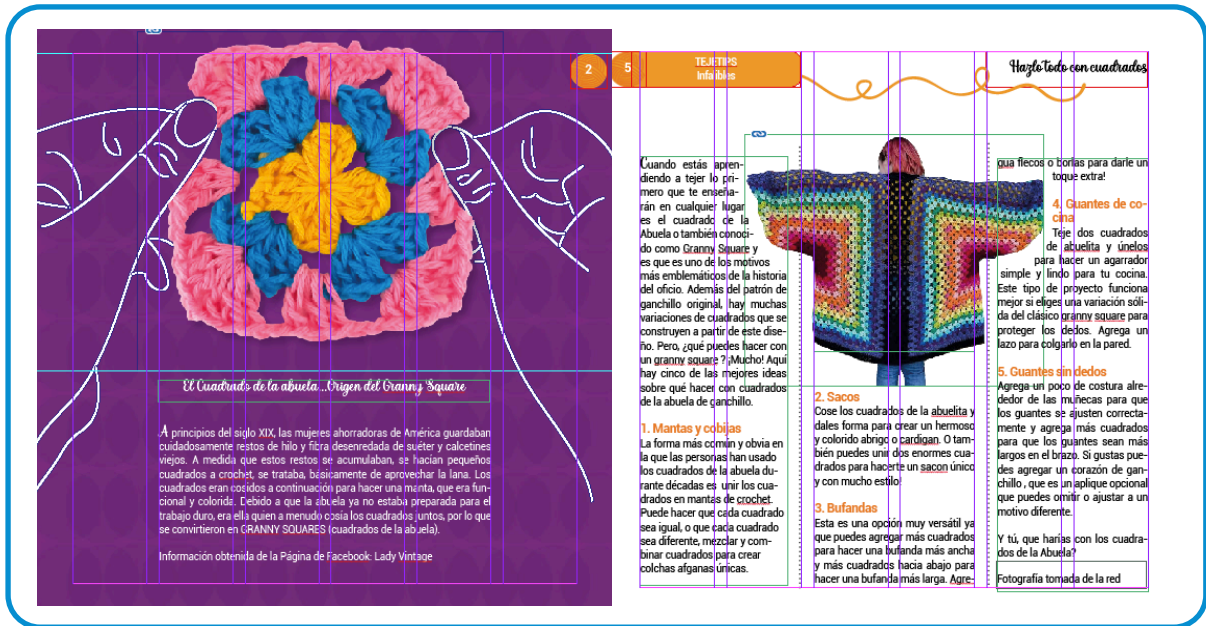 El Cuadrado de la abuela...Origen del Granny Square
A principios del siglo XIX, las mujeres ahorradoras de América guardaban
cuidadosamente restos de hilo y fibra desenredada de suéter y calcetines
viejos. A medida que estos restos se acumulaban, se hacían pequeños
cuadrados a crochet, se trataba, básicamente de aprovechar la lana. Los
cuadrados eran cosidos a continuación para hacer una manta, que era fun-
cional y colorida. Debido a que la abuela ya no estaba preparada para el
trabajo duro, era ella quien a menudo cosía los cuadrados juntos, por lo que
se convirtieron en GRANNY SQUARES (cuadrados de la abuela).
Información obtenida de la Página de Facebook: Lady Vintage
2
5
TEJETIPS
Infalibles
Hazlo todo con cuadrados
Cuando estás apren-
diendo a tejer lo pri-
mero que te enseña-
rán en cualquier lugar
es el cuadrado de la
Abuela o también conoci-
do como Granny Square y
es que es uno de los motivos
más emblemáticos de la historia
del oficio. Además del patrón de
ganchillo original, hay muchas
variaciones de cuadrados que se
construyen a partir de este dise-
ño. Pero, ¿qué puedes hacer con
un granny square ? ¡Mucho! Aquí
hay cinco de las mejores ideas
sobre qué hacer con cuadrados
de la abuela de ganchillo.
1. Mantas y cobijas
La forma más común y obvia en
la que las personas han usado
los cuadrados de la abuela du-
rante décadas es unir los cua-
drados en mantas de crochet.
Puede hacer que cada cuadrado
sea igual, o que cada cuadrado
sea diferente, mezclar y com-
binar cuadrados para crear
colchas afganas únicas.
2. Sacos
Cose los cuadrados de la abuelita y
dales forma para crear un hermoso
y colorido abrigo o cardigan. O tam-
bién puedes unir dos enormes cua-
drados para hacerte un sacon único
y con mucho estilo!
3. Bufandas
Esta es una opción muy versátil ya
que puedes agregar más cuadrados
para hacer una bufanda más ancha
y más cuadrados hacia abajo para
hacer una bufanda más larga. Agre-
gua flecos o borlas para darle un
toque extra!
4. Guantes de co-
cina
Teje dos cuadrados
de abuelita y únelos
para hacer un agarrador
simple y lindo para tu cocina.
Este tipo de proyecto funciona
mejor si eliges una variación sóli-
da del clásico granny square para
proteger los dedos. Agrega un
lazo para colgarlo en la pared.
5. Guantes sin dedos
Agrega un poco de costura alre-
dedor de las muñecas para que
los guantes se ajusten correcta-
mente y agrega más cuadrados
para que los guantes sean más
largos en el brazo. Si gustas pue-
des agregar un corazón de gan-
chillo , que es un aplique opcional
que puedes omitir o ajustar a un
motivo diferente.
Y tú, que harías con los cuadra-
dos de la Abuela?
Fotografía tomada de la red